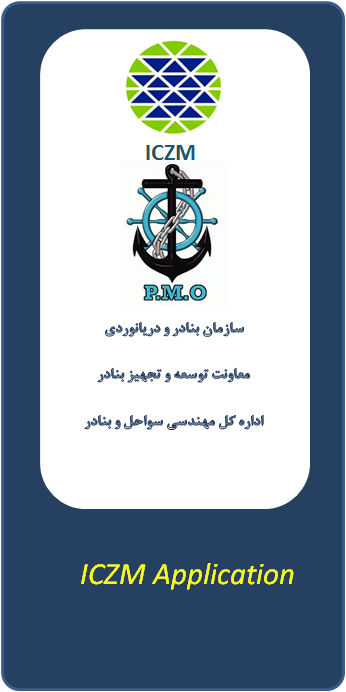 ICZM
P.M.O
سازمان بنادر و دریانوردی
معاونت توسعه و تجهیز بنادر
اداره کل مهندسی سواحل و بنادر
ICZM Application